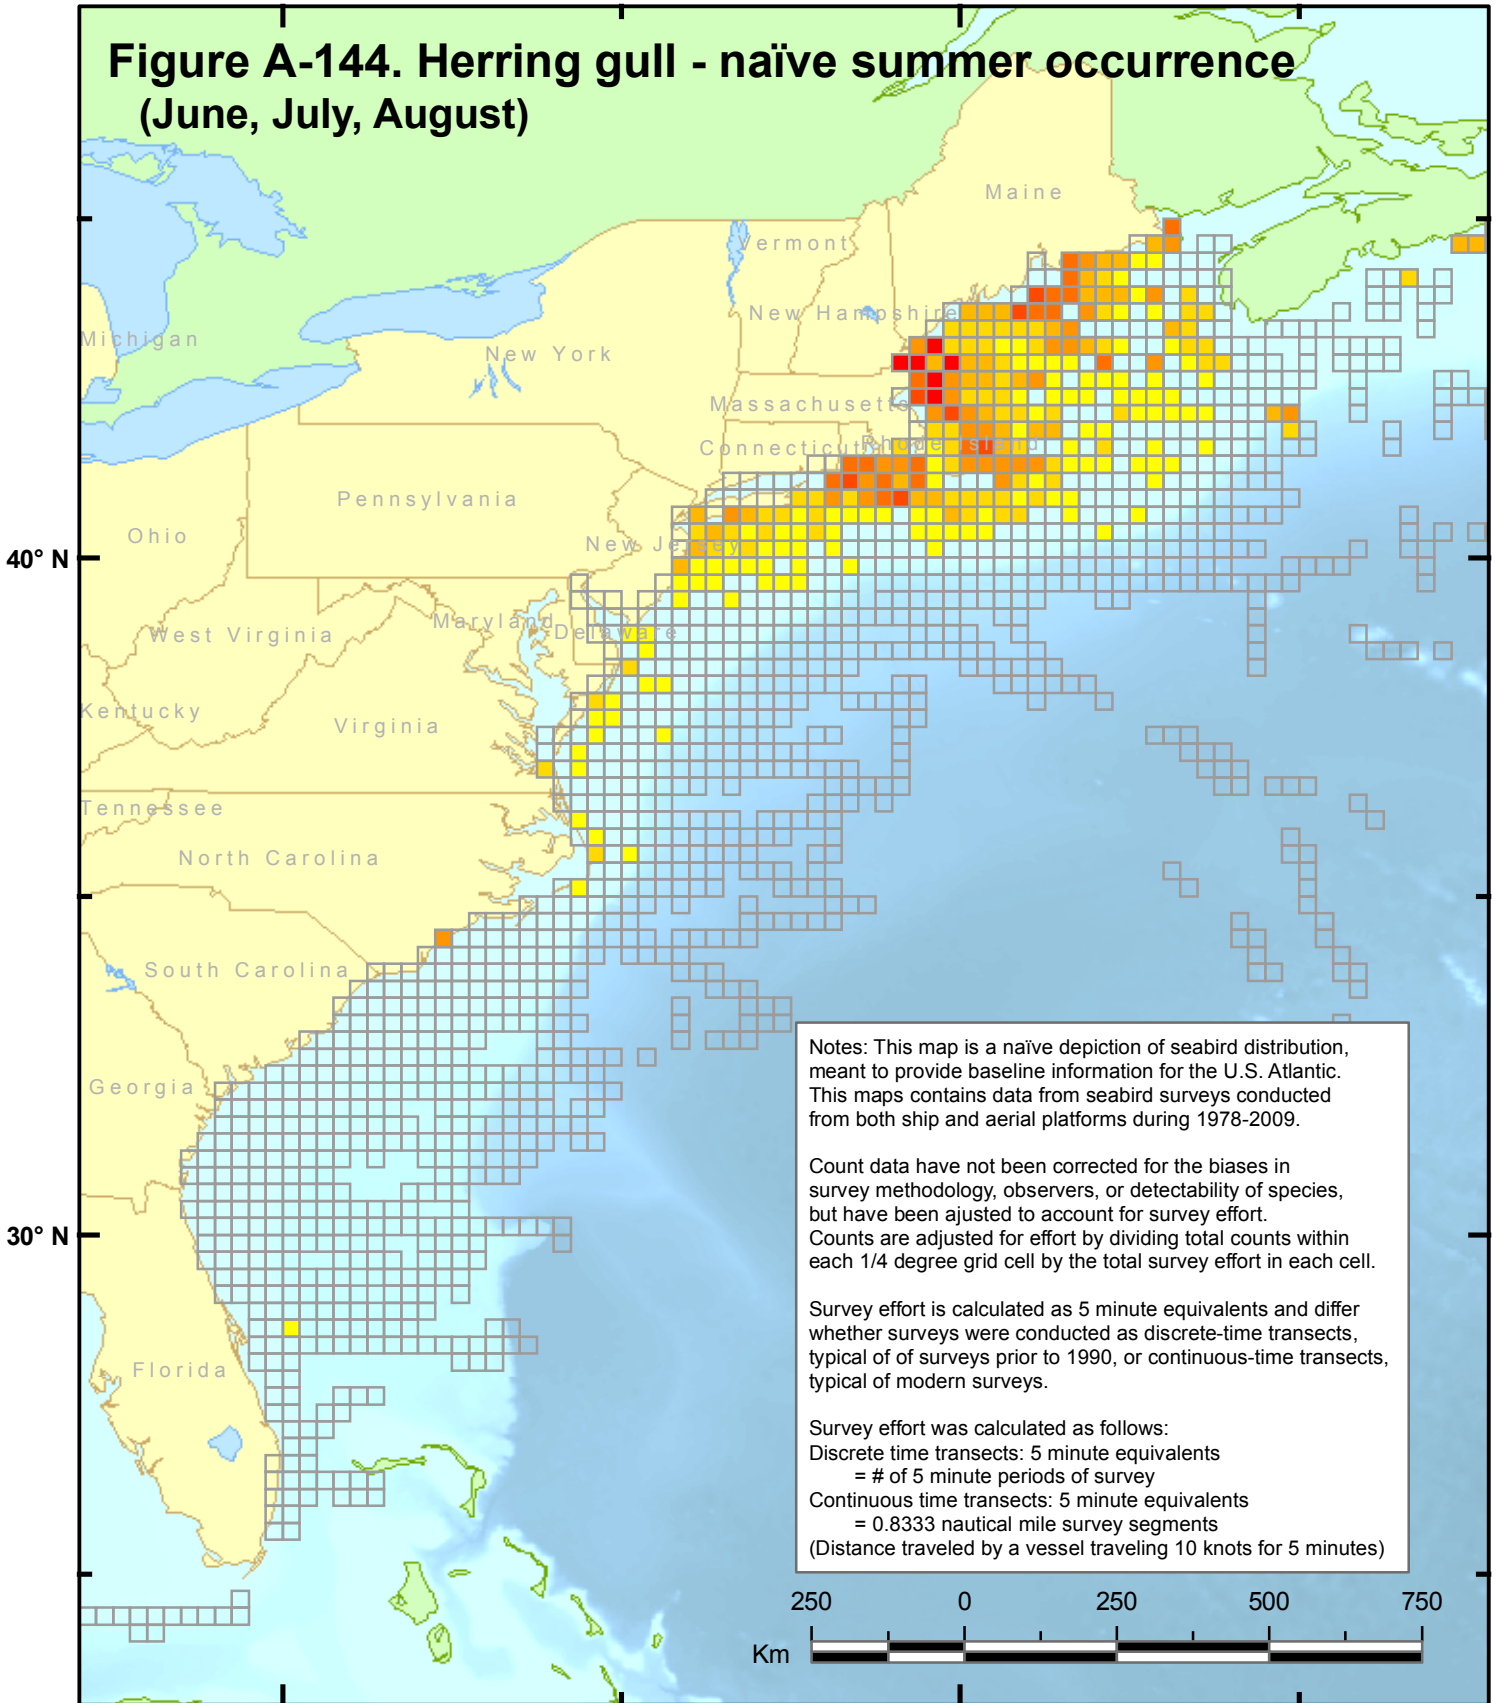 Figure A-144. Herring gull - naïve summer occurrence
(June, July, August)
Maine
Vermont
New Hampshire
Michigan
New York
Massachusetts
Connecticut
Rhode Island
Pennsylvania
Ohio
New Jersey
40° N
West Virginia
Maryland
Delaware
Kentucky
Virginia
Tennessee
North Carolina
South Carolina
Georgia
30° N
Florida
Notes: This map is a naïve depiction of seabird distribution,
meant to provide baseline information for the U.S. Atlantic.
This maps contains data from seabird surveys conducted
from both ship and aerial platforms during 1978-2009.
Count data have not been corrected for the biases in
survey methodology, observers, or detectability of species,
but have been ajusted to account for survey effort.
Counts are adjusted for effort by dividing total counts within
each 1/4 degree grid cell by the total survey effort in each cell.
Survey effort is calculated as 5 minute equivalents and differ
whether surveys were conducted as discrete-time transects,
typical of of surveys prior to 1990, or continuous-time transects,
typical of modern surveys.
Survey effort was calculated as follows:
Discrete time transects: 5 minute equivalents
= # of 5 minute periods of survey
Continuous time transects: 5 minute equivalents
= 0.8333 nautical mile survey segments
(Distance traveled by a vessel traveling 10 knots for 5 minutes)
250 0 250 500 750
Km